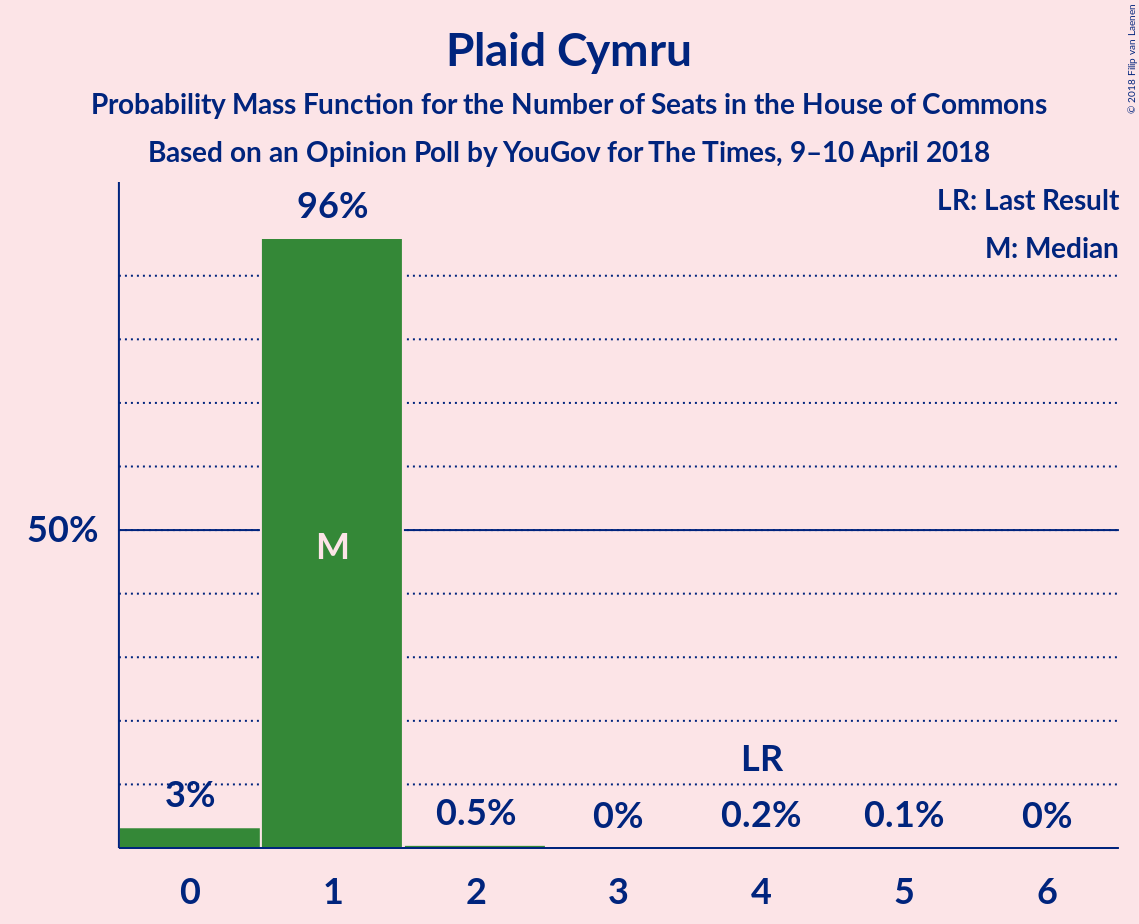 Plaid Cymru
Probability Mass Function for the Number of Seats in the House of Commons
Based on an Opinion Poll by YouGov for The Times, 9–10 April 2018
© 2018 Filip van Laenen
LR: Last Result
M: Median
96%
50%
M
LR
3%
0.5%
0%
0.2%
0.1%
0%
0 1 2 3 4 5 6